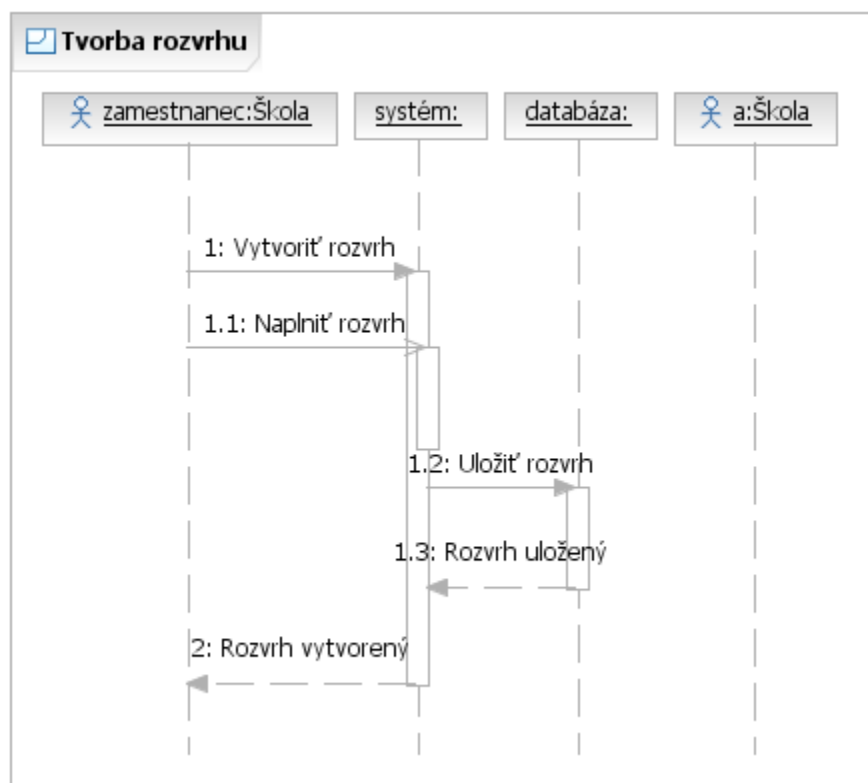 Tvorba rozvrhu
zamestnanec:Škola
systém:
databáza:
a:Škola
1: Vytvoriť rozvrh
1.1: Naplniť rozvrh
1.2: Uložiť rozvrh
1.3: Rozvrh uložený
2: Rozvrh vytvorený